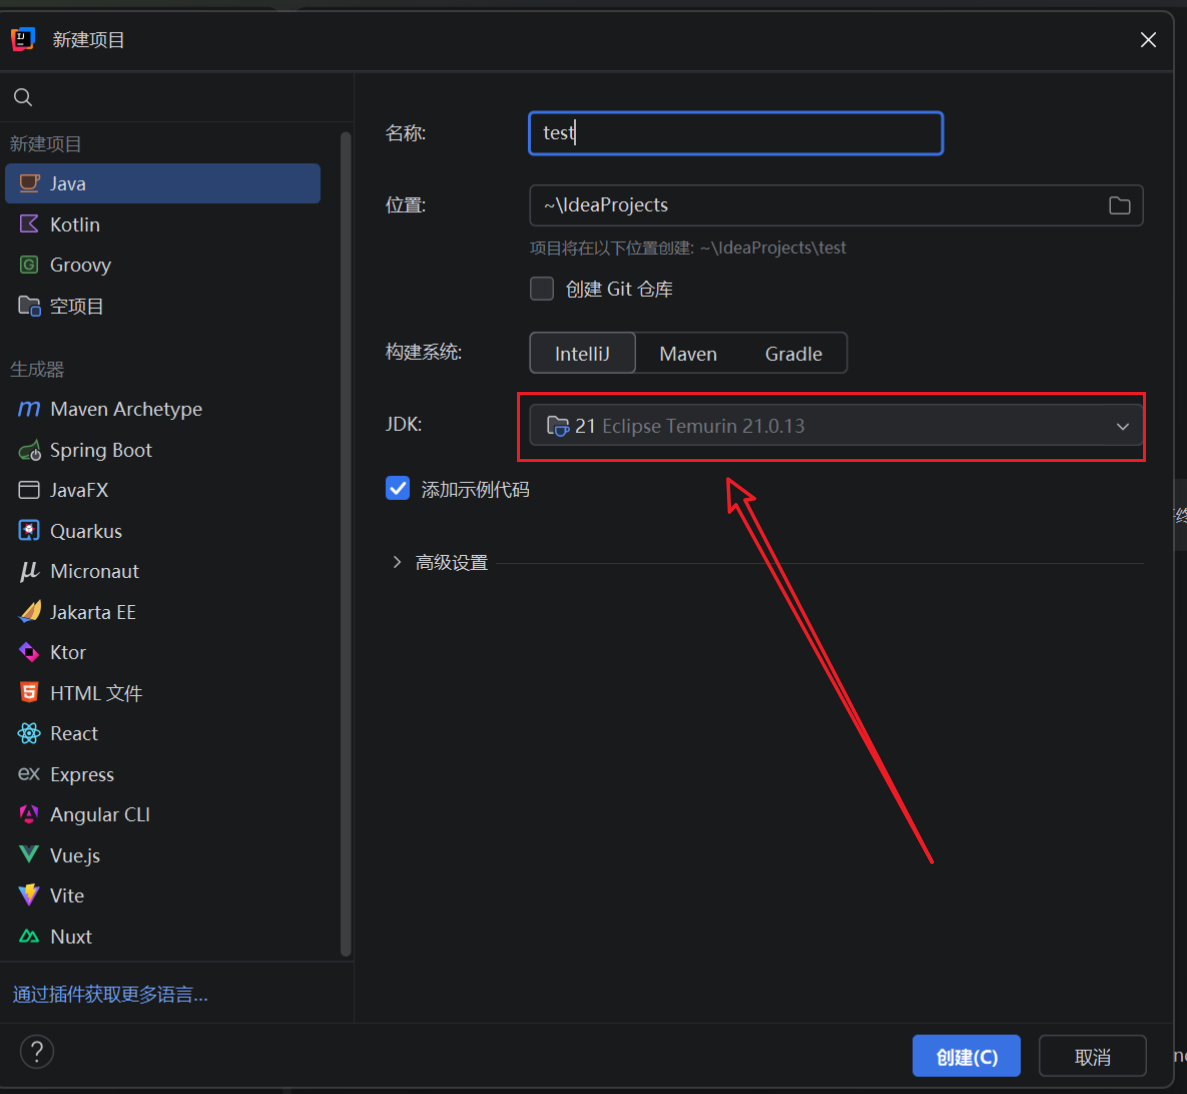 新建项目
新建项目
Java
Kotlin
Groovy
空项目
生成器
Maven Archetype
Spring Boot
JavaFX
Quarkus
Micronaut
Jakarta EE
Ktor
HTML 文件
React
Express
Angular CLI
Vue.js
Vite
Nuxt
通过插件获取更多语言...
名称:
test
位置:
~\IdeaProjects
项目将在以下位置创建: ~\IdeaProjects\test
创建 Git 仓库
构建系统:
IntelliJ Maven Gradle
JDK:
21 Eclipse Temurin 21.0.13
添加示例代码
高级设置
?
创建(C)
取消